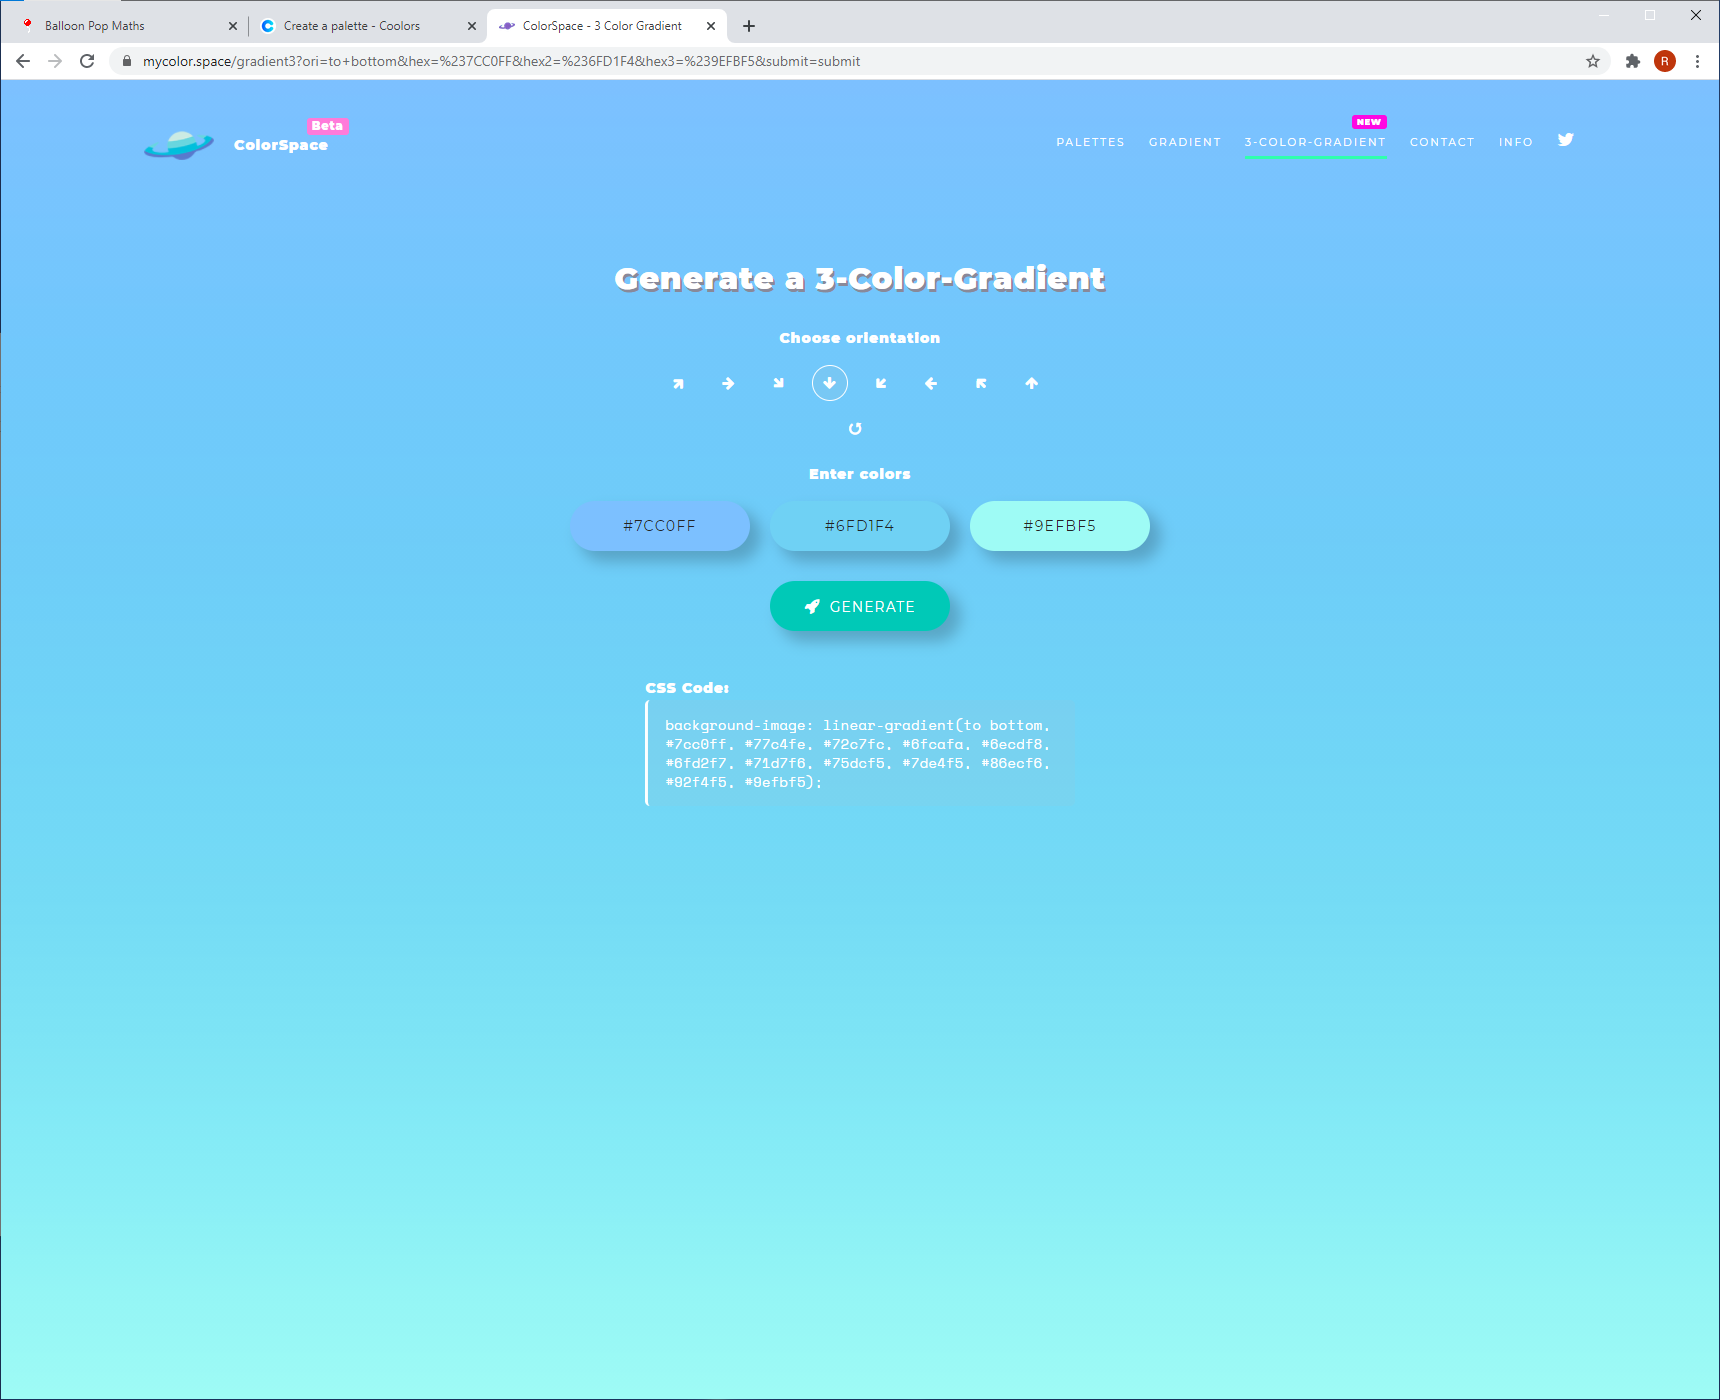 Balloon Pop Maths
Create a palette - Coolors
ColorSpace - 3 Color Gradient
mycolor.space/gradient3?ori=to+bottom&hex=%237CC0FF&hex2=%236FD1F4&hex3=%239EFBF5&submit=submit
R
Beta
ColorSpace
NEW
PALETTES
GRADIENT
3-COLOR-GRADIENT
CONTACT
INFO
Generate a 3-Color-Gradient
Choose orientation
Enter colors
#7CC0FF
#6FD1F4
#9EFBF5
GENERATE
CSS Code:
background-image: linear-gradient(to bottom,
#7cc0ff, #77c4fe, #72c7fc, #6fcafa, #6ecdf8,
#6fd2f7, #71d7f6, #75dcf5, #7de4f5, #86ecf6,
#92f4f5, #9efbf5);